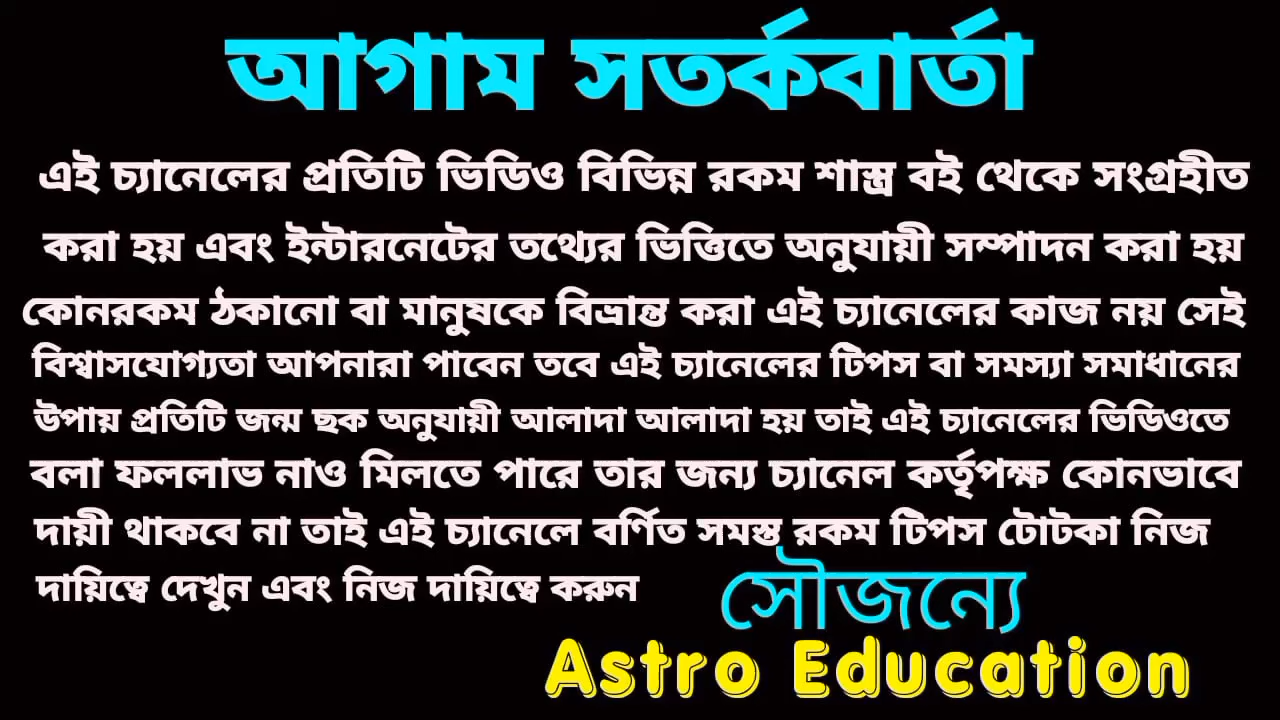 আগাম সতর্কবার্তা
এই চ্যানেলের প্রতিটি ভিডিও বিভিন্ন রকম শাস্ত্র বই থেকে সংগ্রহীত
করা হয় এবং ইন্টারনেটের তথ্যের ভিত্তিতে অনুযায়ী সম্পাদন করা হয়
কোনরকম ঠকানো বা মানুষকে বিভ্রান্ত করা এই চ্যানেলের কাজ নয় সেই
বিশ্বাসযোগ্যতা আপনারা পাবেন তবে এই চ্যানেলের টিপস বা সমস্যা সমাধানের
উপায় প্রতিটি জন্ম ছক অনুযায়ী আলাদা আলাদা হয় তাই এই চ্যানেলের ভিডিওতে
বলা ফললাভ নাও মিলতে পারে তার জন্য চ্যানেল কর্তৃপক্ষ কোনভাবে
দায়ী থাকবে না তাই এই চ্যানেলে বর্ণিত সমস্ত রকম টিপস টোটকা নিজ
দায়িত্বে দেখুন এবং নিজ দায়িত্বে করুন
সৌজন্যে
Astro Education